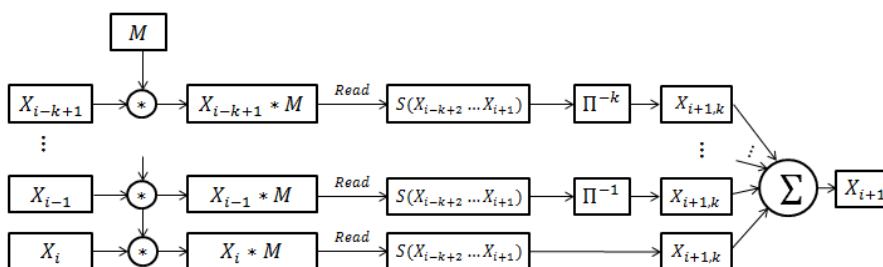 M
X_{i-k+1} * X_{i-k+1} * M Read S(X_{i-k+2} ... X_{i+1}) Π^{-k} X_{i+1,k}
⋮ ⋮ ⋮
X_{i-1} * X_{i-1} * M Read S(X_{i-k+2} ... X_{i+1}) Π^{-1} X_{i+1,k} Σ X_{i+1}
X_i * X_i * M Read S(X_{i-k+2} ... X_{i+1}) X_{i+1,k}